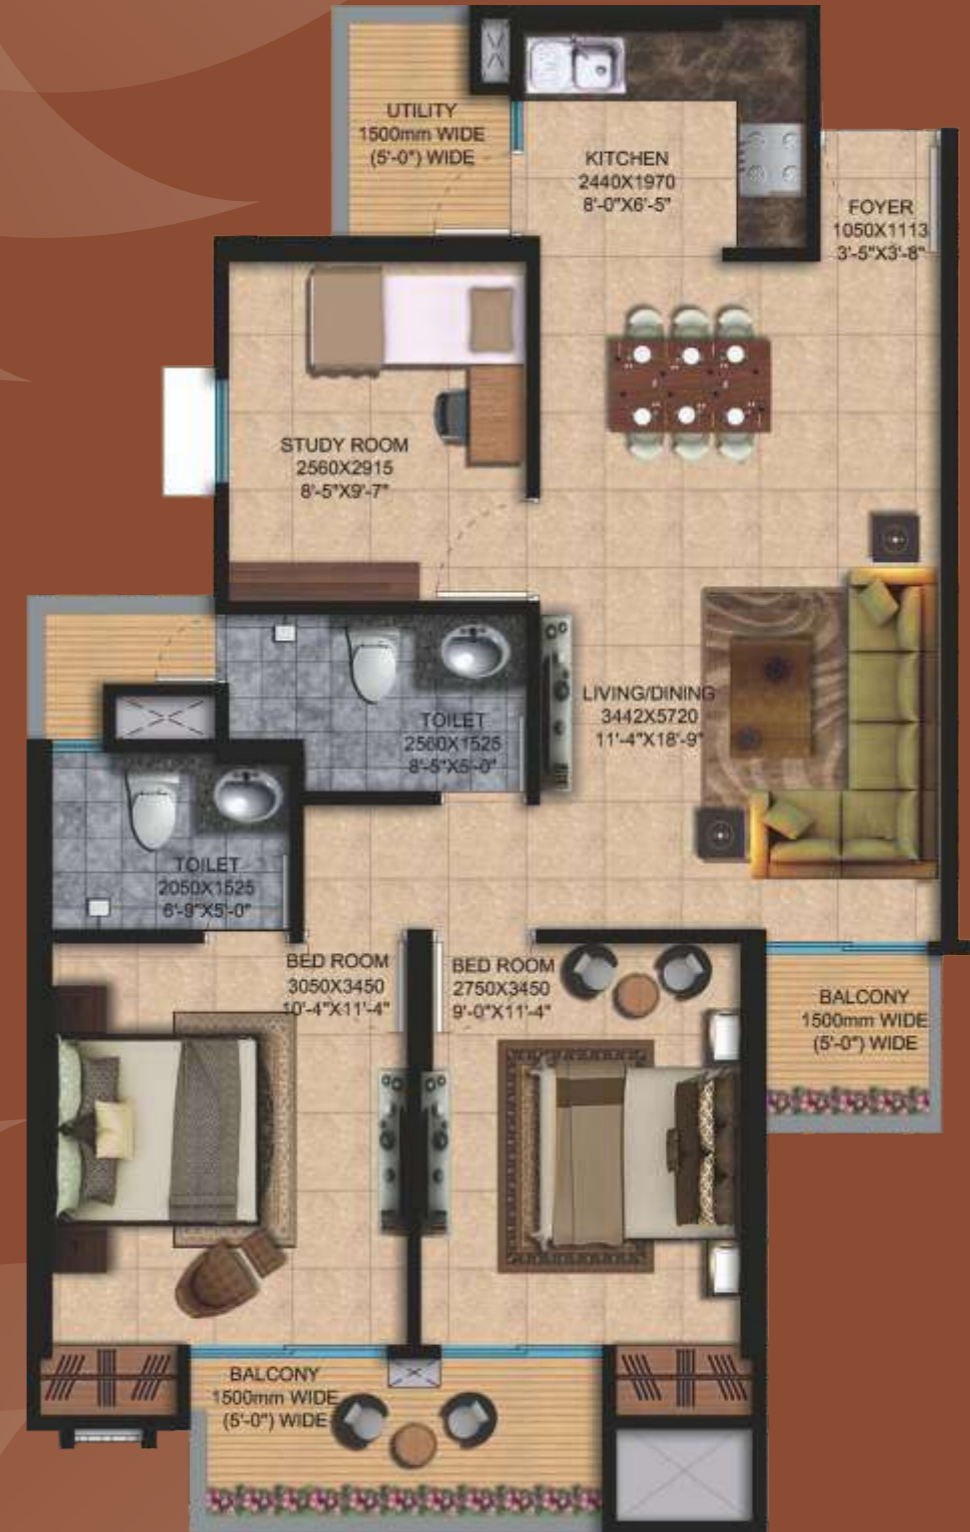 UTILITY
1500mm WIDE
(5'-0") WIDE
KITCHEN
2440X1970
8'-0"X6'-5"
FOYER
1050X1113
3'-5"X3'-8"
STUDY ROOM
2560X2915
8'-5"X9'-7"
LIVING/DINING
3442X5720
11'-4"X18'-9"
TOILET
2560X1525
8'-5"X5'-0"
TOILET
2050X1525
6'-9"X5'-0"
BED ROOM
3050X3450
10'-4"X11'-4"
BED ROOM
2750X3450
9'-0"X11'-4"
BALCONY
1500mm WIDE
(5'-0") WIDE
BALCONY
1500mm WIDE
(5'-0") WIDE